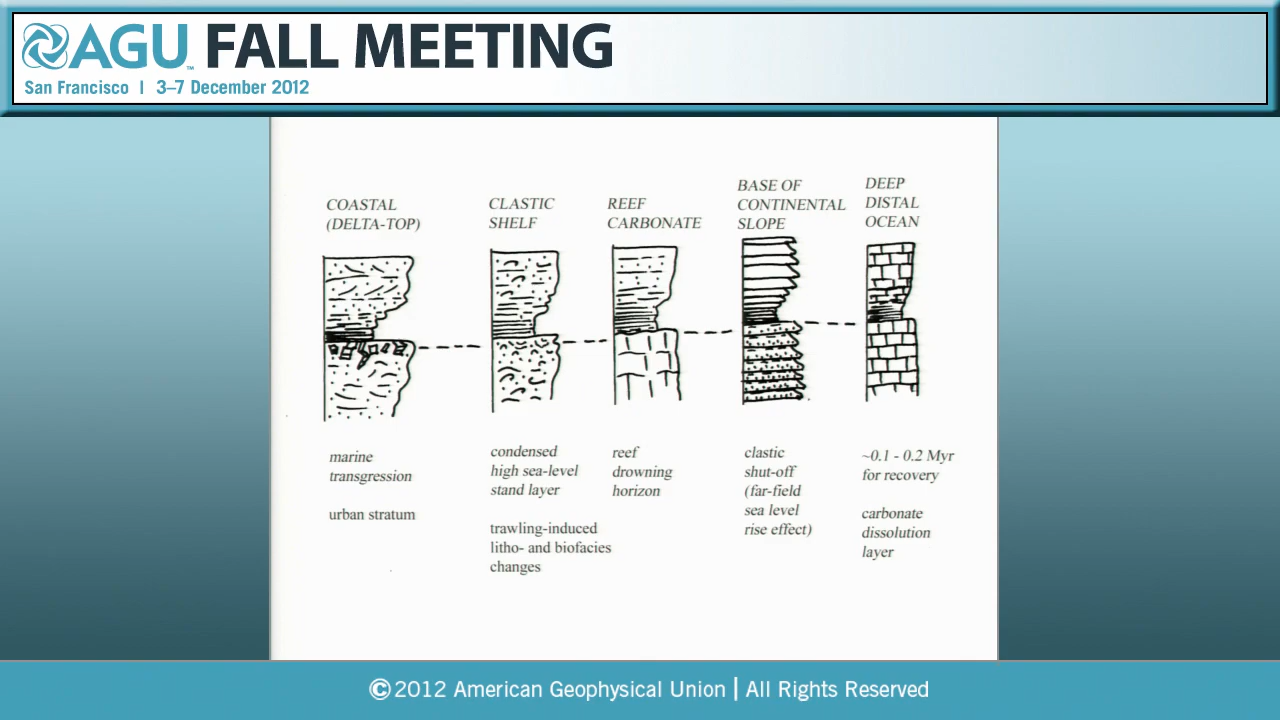 AGU™ FALL MEETING
San Francisco | 3–7 December 2012
COASTAL
(DELTA-TOP)
CLASTIC
SHELF
REEF
CARBONATE
BASE OF
CONTINENTAL
SLOPE
DEEP
DISTAL
OCEAN
marine
transgression
urban stratum
condensed
high sea-level
stand layer
trawling-induced
litho- and biofacies
changes
reef
drowning
horizon
clastic
shut-off
(far-field
sea level
rise effect)
~0.1 - 0.2 Myr
for recovery
carbonate
dissolution
layer
©2012 American Geophysical Union | All Rights Reserved